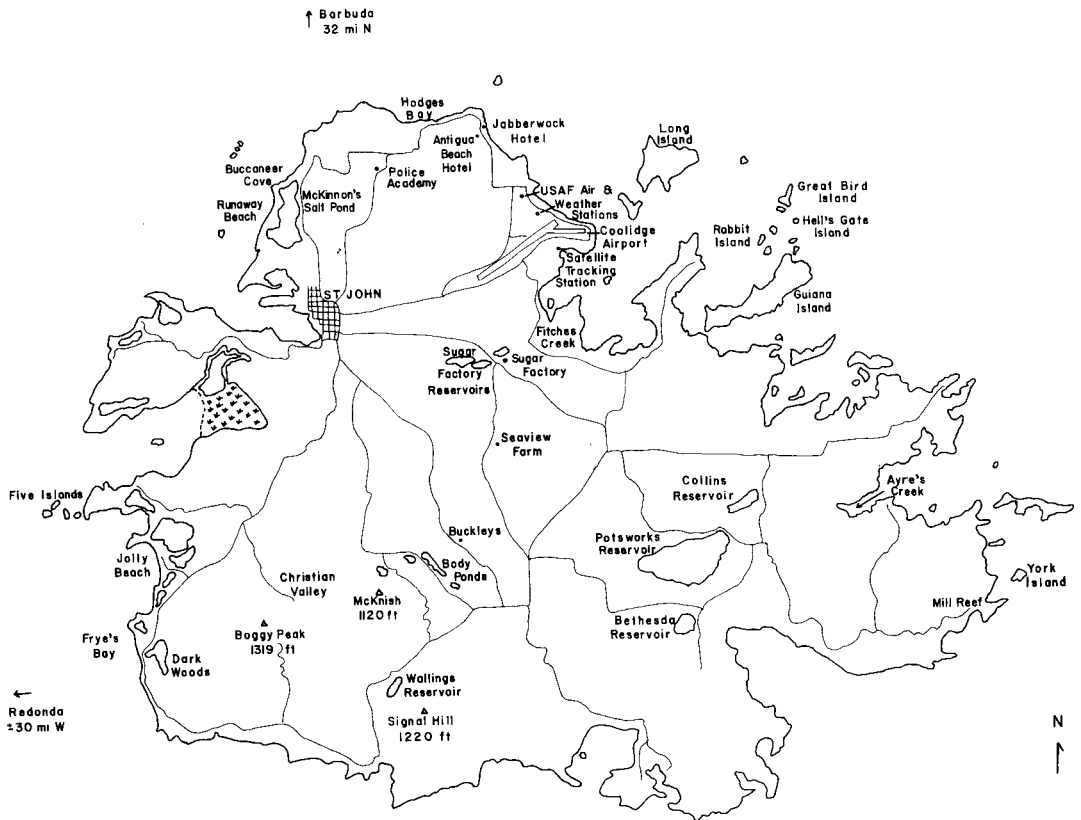 Barbuda
32 mi N
Hodges
Bay
Jabberwock
Hotel
Antigua
Beach
Hotel
Long
Island
Buccaneer
Cove
Police
Academy
McKinnon's
Salt Pond
Runaway
Beach
USAF Air &
Weather
Stations
Great Bird
Island
Hell's Gate
Island
Rabbit
Island
Coolidge
Airport
Satellite
Tracking
Station
Guiana
Island
ST JOHN
Fitches
Creek
Sugar
Factory
Reservoirs
Sugar
Factory
Seaview
Farm
Five Islands
Collins
Reservoir
Ayre's
Creek
Buckleys
Potsworks
Reservoir
Jolly
Beach
Christian
Valley
Body
Ponds
York
Island
McKnish
1120 ft
Mill Reef
Bethesda
Reservoir
Boggy Peak
1319 ft
Frye's
Bay
Dark
Woods
Wallings
Reservoir
Signal Hill
1220 ft
Redonda
±30 mi W
N